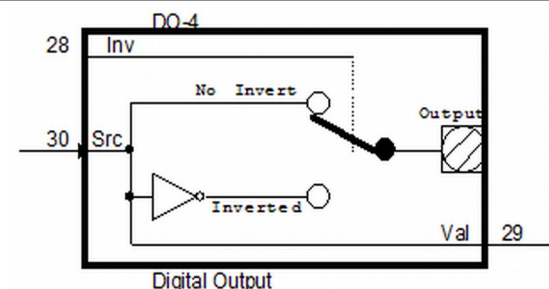 DO-4
28 Inv
No Invert
Output
30 Src
Inverted
Val 29
Digital Output